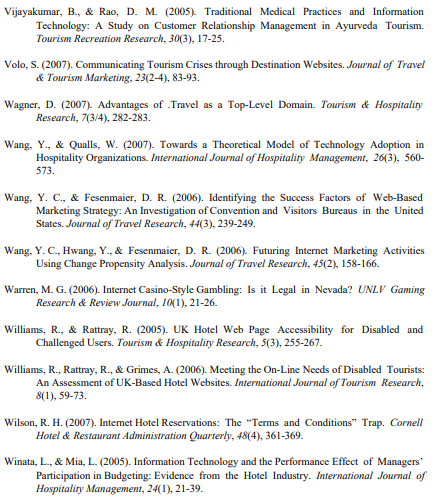 Vijayakumar, B., & Rao, D. M. (2005). Traditional Medical Practices and Information
Technology: A Study on Customer Relationship Management in Ayurveda Tourism.
Tourism Recreation Research, 30(3), 17-25.
Volo, S. (2007). Communicating Tourism Crises through Destination Websites. Journal of Travel
& Tourism Marketing, 23(2-4), 83-93.
Wagner, D. (2007). Advantages of .Travel as a Top-Level Domain. Tourism & Hospitality
Research, 7(3/4), 282-283.
Wang, Y., & Qualls, W. (2007). Towards a Theoretical Model of Technology Adoption in
Hospitality Organizations. International Journal of Hospitality Management, 26(3), 560-
573.
Wang, Y. C., & Fesenmaier, D. R. (2006). Identifying the Success Factors of Web-Based
Marketing Strategy: An Investigation of Convention and Visitors Bureaus in the United
States. Journal of Travel Research, 44(3), 239-249.
Wang, Y. C., Hwang, Y., & Fesenmaier, D. R. (2006). Futuring Internet Marketing Activities
Using Change Propensity Analysis. Journal of Travel Research, 45(2), 158-166.
Warren, M. G. (2006). Internet Casino-Style Gambling: Is it Legal in Nevada? UNLV Gaming
Research & Review Journal, 10(1), 21-26.
Williams, R., & Rattray, R. (2005). UK Hotel Web Page Accessibility for Disabled and
Challenged Users. Tourism & Hospitality Research, 5(3), 255-267.
Williams, R., Rattray, R., & Grimes, A. (2006). Meeting the On-Line Needs of Disabled Tourists:
An Assessment of UK-Based Hotel Websites. International Journal of Tourism Research,
8(1), 59-73.
Wilson, R. H. (2007). Internet Hotel Reservations: The “Terms and Conditions” Trap. Cornell
Hotel & Restaurant Administration Quarterly, 48(4), 361-369.
Winata, L., & Mia, L. (2005). Information Technology and the Performance Effect of Managers’
Participation in Budgeting: Evidence from the Hotel Industry. International Journal of
Hospitality Management, 24(1), 21-39.